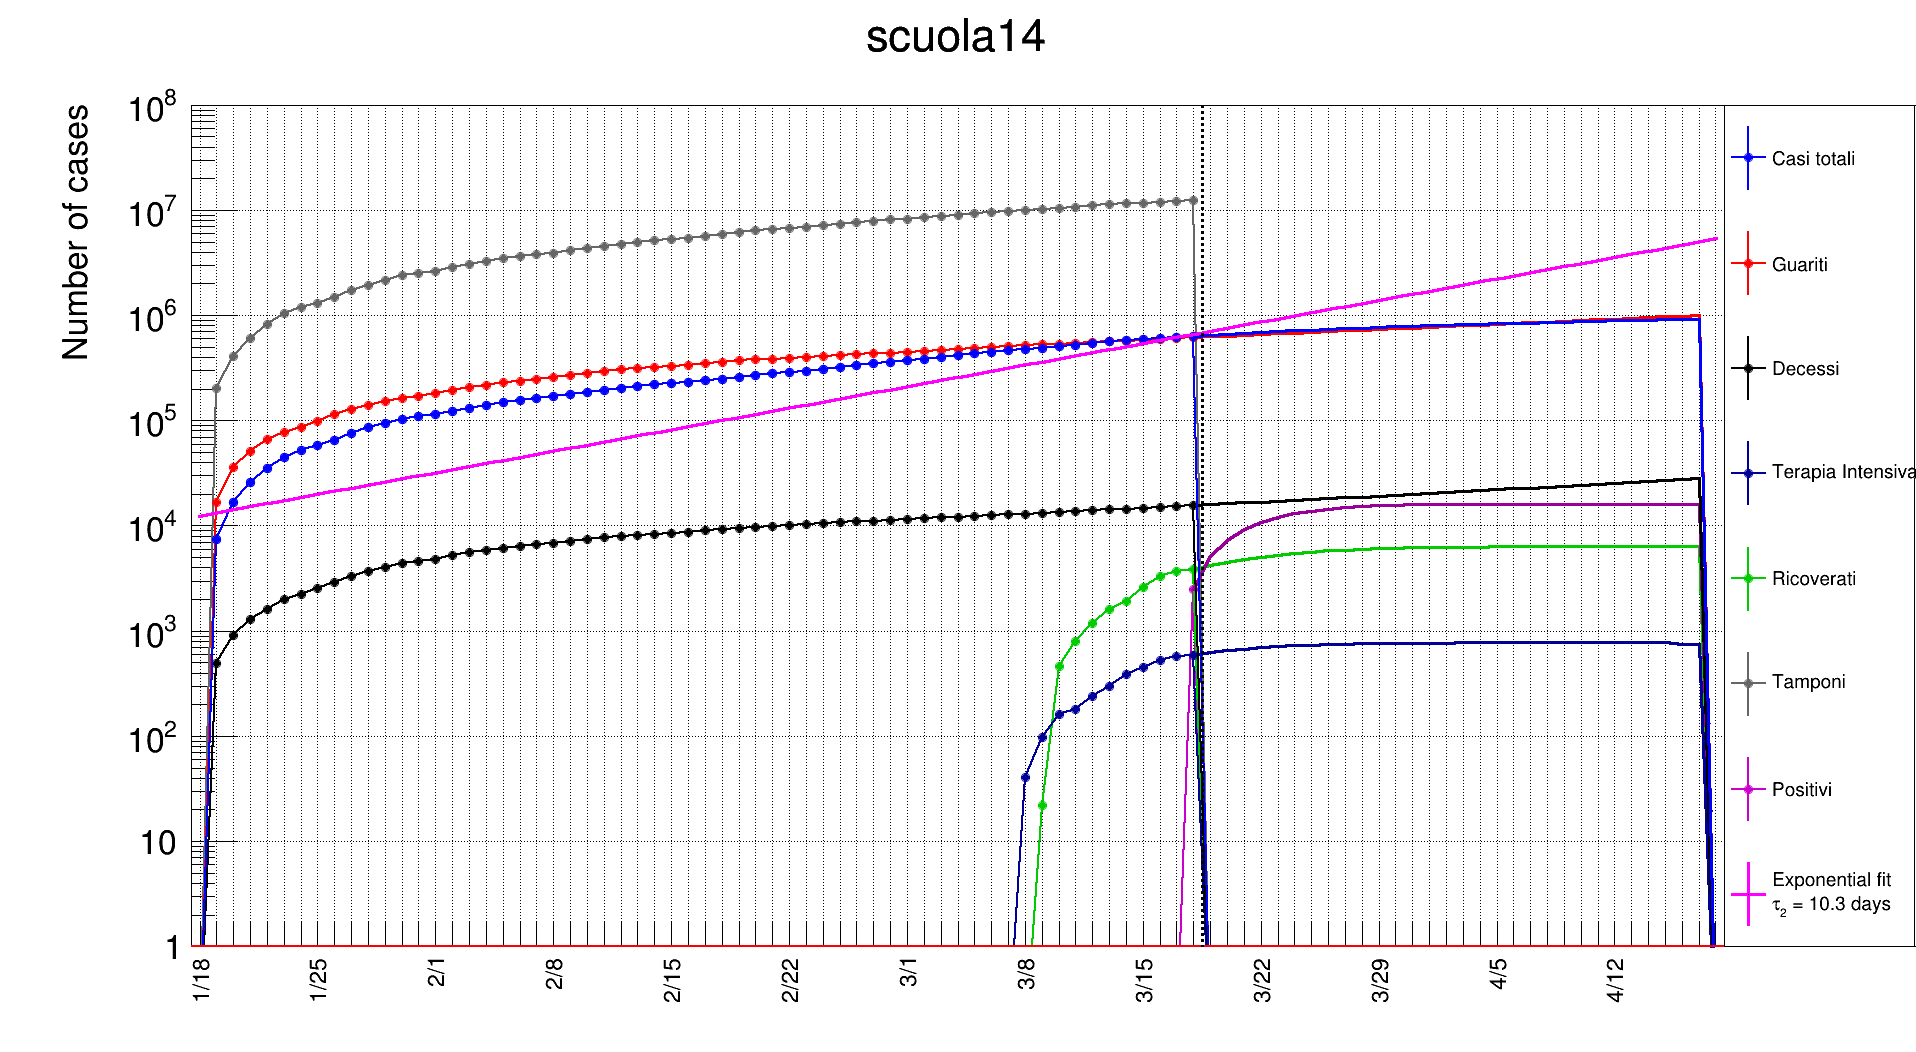 scuola14
Number of cases
10^8
10^7
10^6
10^5
10^4
10^3
10^2
10
1
1/18
1/25
2/1
2/8
2/15
2/22
3/1
3/8
3/15
3/22
3/29
4/5
4/12
Casi totali
Guariti
Decessi
Terapia Intensiva
Ricoverati
Tamponi
Positivi
Exponential fit
τ_2 = 10.3 days